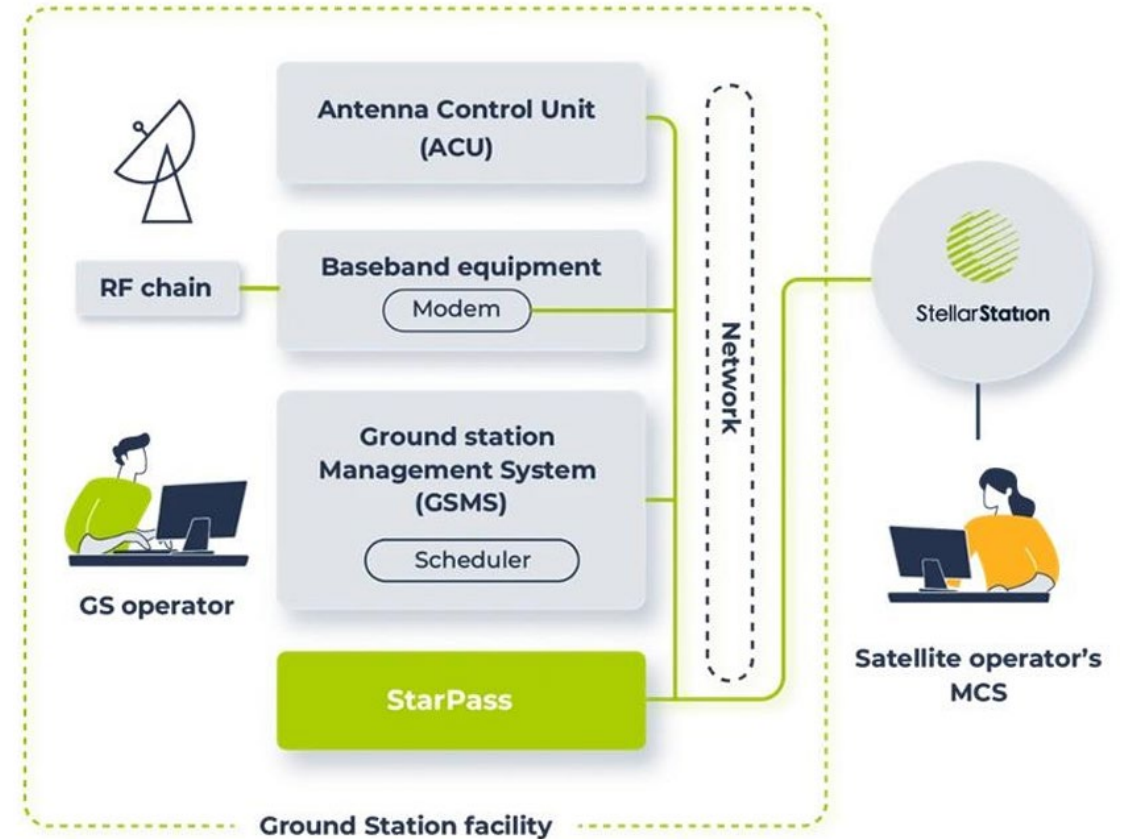 Antenna Control Unit
(ACU)
RF chain
Baseband equipment
Modem
Network
StellarStation
Ground station
Management System
(GSMS)
Scheduler
GS operator
Satellite operator's
MCS
StarPass
Ground Station facility